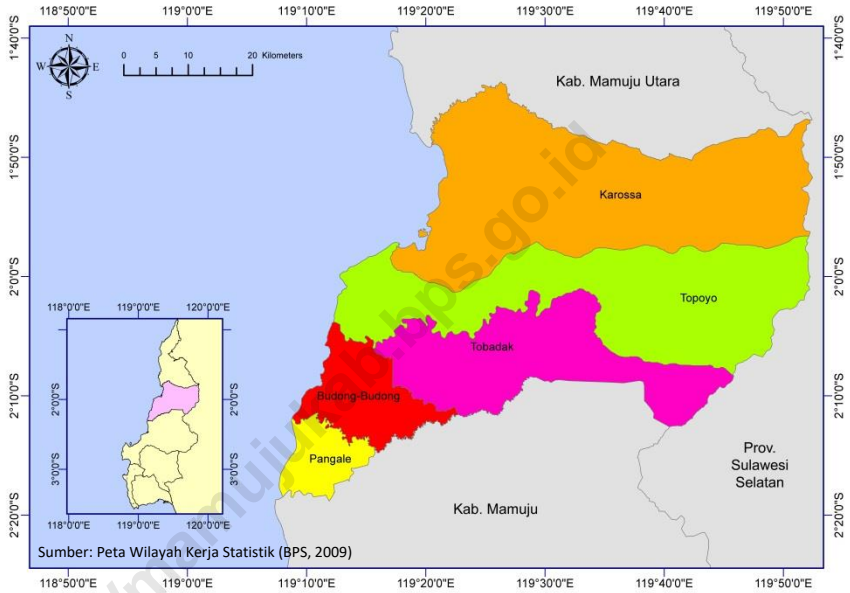 118°50'0"E 119°0'0"E 119°10'0"E 119°20'0"E 119°30'0"E 119°40'0"E 119°50'0"E
1°40'0"S 1°40'0"S
N
W E
S
0 5 10 20 Kilometers
Kab. Mamuju Utara
1°50'0"S 1°50'0"S
Karossa
2°0'0"S 2°0'0"S
Topoyo
118°0'0"E 119°0'0"E 120°0'0"E
Tobadak
2°10'0"S 2°10'0"S
2°0'0"S 2°0'0"S
Budong-Budong
Pangale
3°0'0"S 3°0'0"S
Prov.
Sulawesi
Selatan
Kab. Mamuju
2°20'0"S 2°20'0"S
118°0'0"E 119°0'0"E 120°0'0"E
Sumber: Peta Wilayah Kerja Statistik (BPS, 2009)
118°50'0"E 119°0'0"E 119°10'0"E 119°20'0"E 119°30'0"E 119°40'0"E 119°50'0"E
/mamujukab.bps.go.id